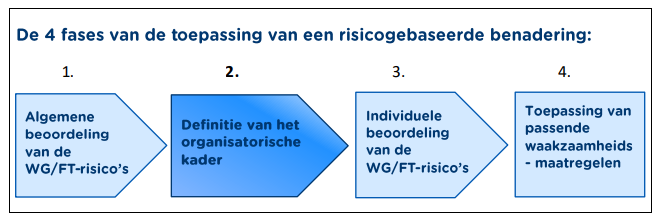 De 4 fases van de toepassing van een risicogebaseerde benadering:
1.
2.
3.
4.
Algemene
beoordeling
van de
WG/FT-risico's
Definitie van het
organisatorische
kader
Individuele
beoordeling
van de
WG/FT-risico's
Toepassing van
passende
waakzaamheids
- maatregelen